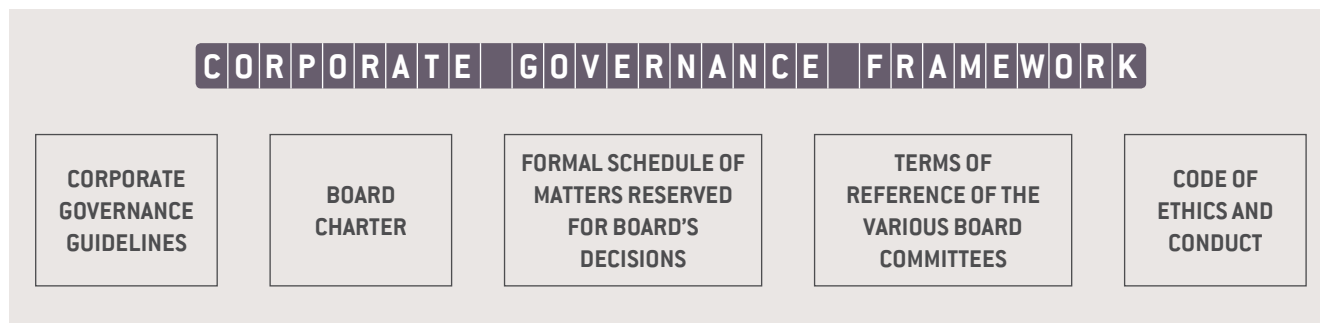 CORPORATE GOVERNANCE FRAMEWORK
CORPORATE
GOVERNANCE
GUIDELINES
BOARD
CHARTER
FORMAL SCHEDULE OF
MATTERS RESERVED
FOR BOARD'S
DECISIONS
TERMS OF
REFERENCE OF THE
VARIOUS BOARD
COMMITTEES
CODE OF
ETHICS AND
CONDUCT